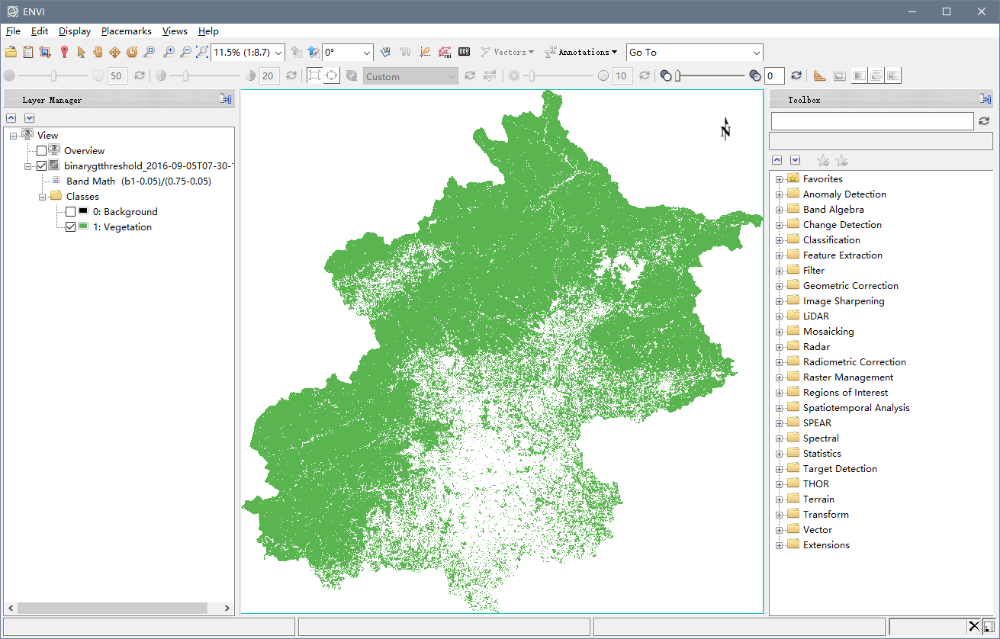 ENVI
File Edit Display Placemarks Views Help
11.5% (1:8.7) 0° Vectors Annotations Go To
50 20 Custom 10 0
Layer Manager
View
Overview
binarygtthreshold_2016-09-05T07-30-
Band Math (b1-0.05)/(0.75-0.05)
Classes
0: Background
1: Vegetation
N
Toolbox
Favorites
Anomaly Detection
Band Algebra
Change Detection
Classification
Feature Extraction
Filter
Geometric Correction
Image Sharpening
LiDAR
Mosaicking
Radar
Radiometric Correction
Raster Management
Regions of Interest
Spatiotemporal Analysis
SPEAR
Spectral
Statistics
Target Detection
THOR
Terrain
Transform
Vector
Extensions